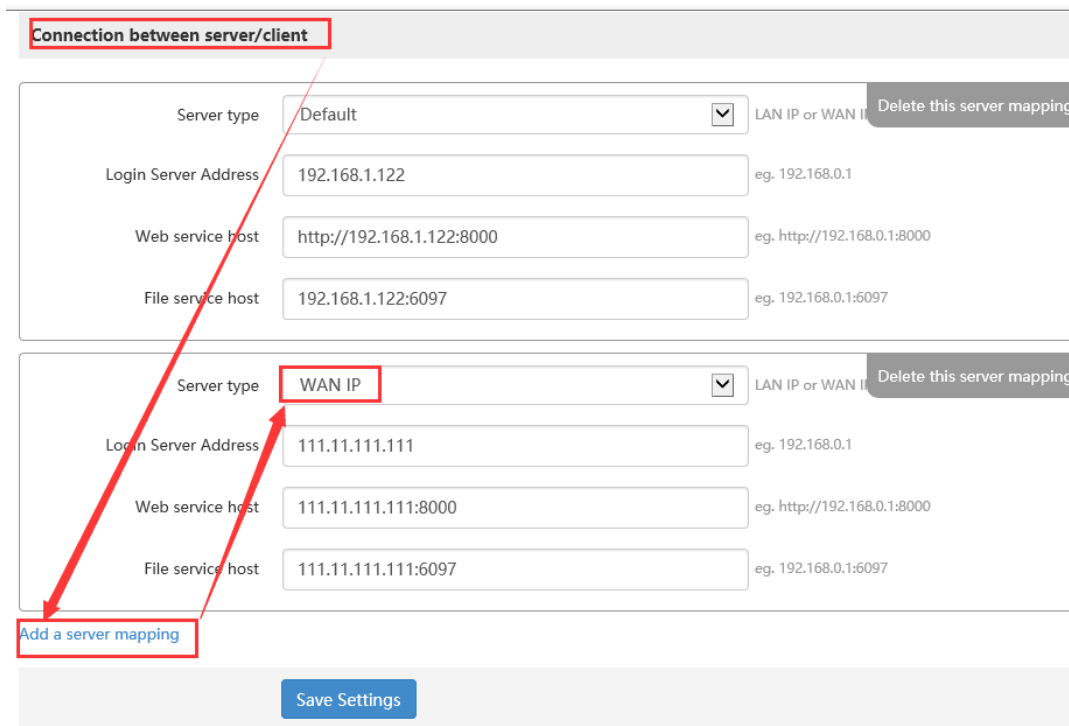 Connection between server/client
Server type Default LAN IP or WAN Delete this server mapping
Login Server Address 192.168.1.122 eg. 192.168.0.1
Web service host http://192.168.1.122:8000 eg. http://192.168.0.1:8000
File service host 192.168.1.122:6097 eg. 192.168.0.1:6097
Server type WAN IP LAN IP or WAN Delete this server mapping
Login Server Address 111.11.111.111 eg. 192.168.0.1
Web service host 111.11.111.111:8000 eg. http://192.168.0.1:8000
File service host 111.11.111.111:6097 eg. 192.168.0.1:6097
Add a server mapping
Save Settings